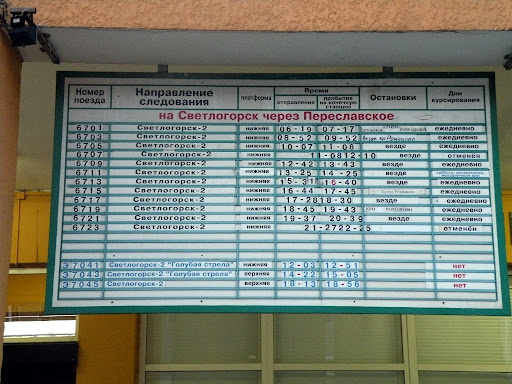 Номер поезда Направление следования платформа Время отправления прибытие на конечную станцию Остановки Дни курсирования
на Светлогорск через Переславское
6701 Светлогорск-2 нижняя 06-19 07-17 ежедневно
6703 Светлогорск-2 нижняя 08-52 09-52 ежедневно
6705 Светлогорск-2 нижняя 10-07 11-08 везде ежедневно
6707 Светлогорск-2 нижняя 11-08 12-10 везде отменён
6709 Светлогорск-2 нижняя 12-42 13-43 везде ежедневно
6711 Светлогорск-2 нижняя 13-25 14-25 везде
6713 Светлогорск-2 нижняя 15-31 16-40 везде ежедневно
6715 Светлогорск-2 нижняя 16-44 17-45 ежедневно
6717 Светлогорск-2 нижняя 17-28 18-30 везде ежедневно
6719 Светлогорск-2 нижняя 18-45 19-43 ежедневно
6721 Светлогорск-2 нижняя 19-37 20-39 везде ежедневно
6723 Светлогорск-2 21-27 22-25 отменён
37041 Светлогорск-2 "Голубая стрела" нижняя 12-03 12-51 нет
37043 Светлогорск-2 "Голубая стрела" верхняя 14-22 15-05 нет
37045 Светлогорск-2 верхняя 18-13 18-56 нет